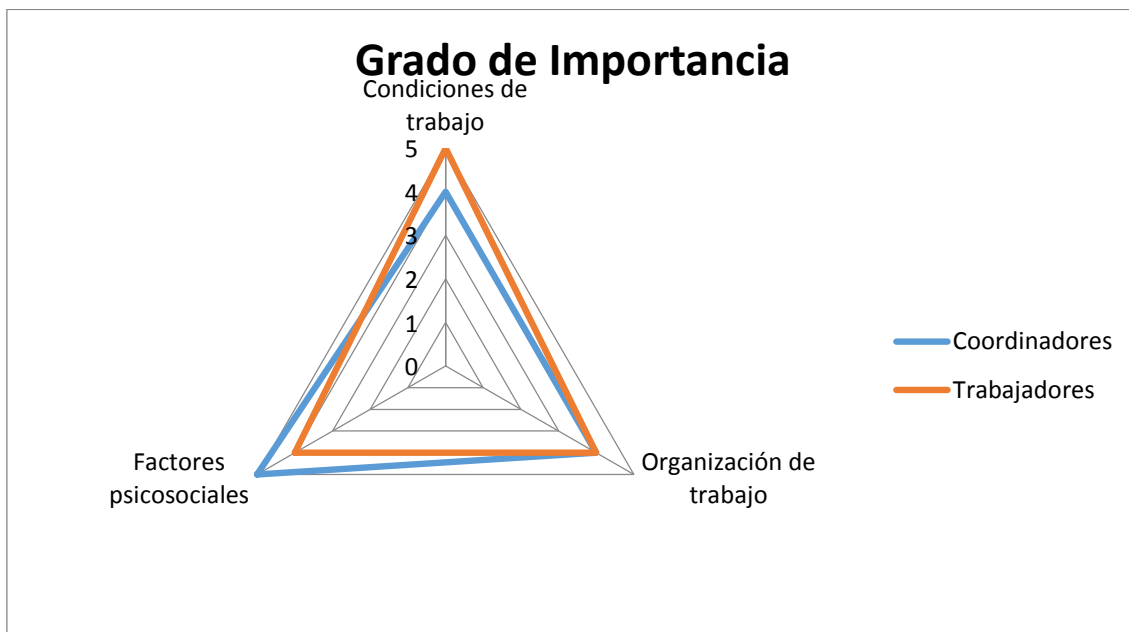 Grado de Importancia
Condiciones de
trabajo
5
4
3
2
1
0
Coordinadores
Trabajadores
Factores
psicosociales
Organización de
trabajo